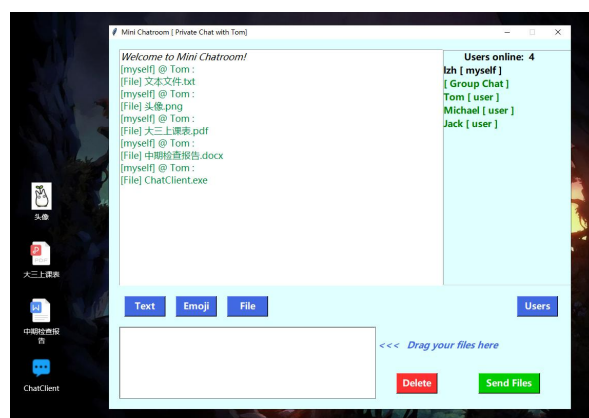 Mini Chatroom [ Private Chat with Tom]
Welcome to Mini Chatroom!
[myself] @ Tom :
[File] 文本文件.txt
[myself] @ Tom :
[File] 头像.png
[myself] @ Tom :
[File] 大三上课表.pdf
[myself] @ Tom :
[File] 中期检查报告.docx
[myself] @ Tom :
[File] ChatClient.exe
Users online: 4
lzh [ myself ]
[ Group Chat ]
Tom [ user ]
Michael [ user ]
Jack [ user ]
头像
大三上课表
中期检查报
告
ChatClient
Text
Emoji
File
Users
<<< Drag your files here
Delete
Send Files